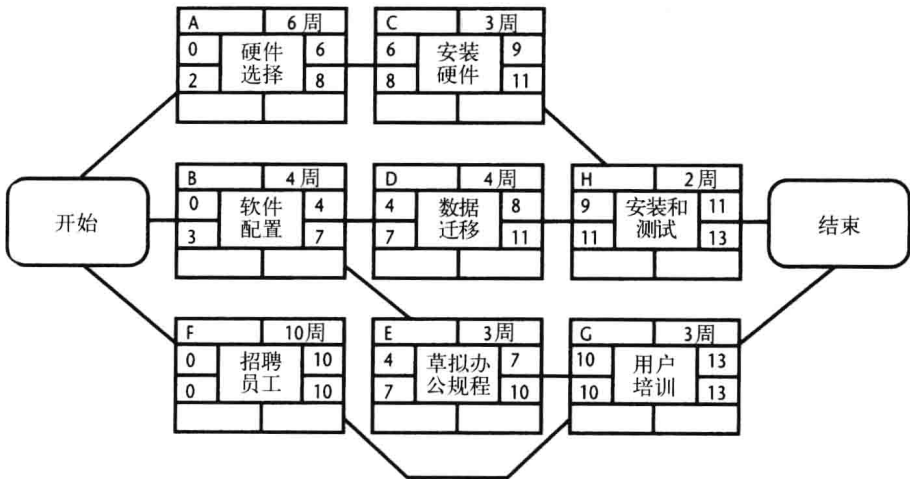 A 6周
0 硬件 6
2 选择 8
C 3周
6 安装 9
8 硬件 11
开始
B 4周
0 软件 4
3 配置 7
D 4周
4 数据 8
7 迁移 11
H 2周
9 安装和 11
11 测试 13
结束
F 10周
0 招聘 10
0 员工 10
E 3周
4 草拟办 7
7 公规程 10
G 3周
10 用户 13
10 培训 13